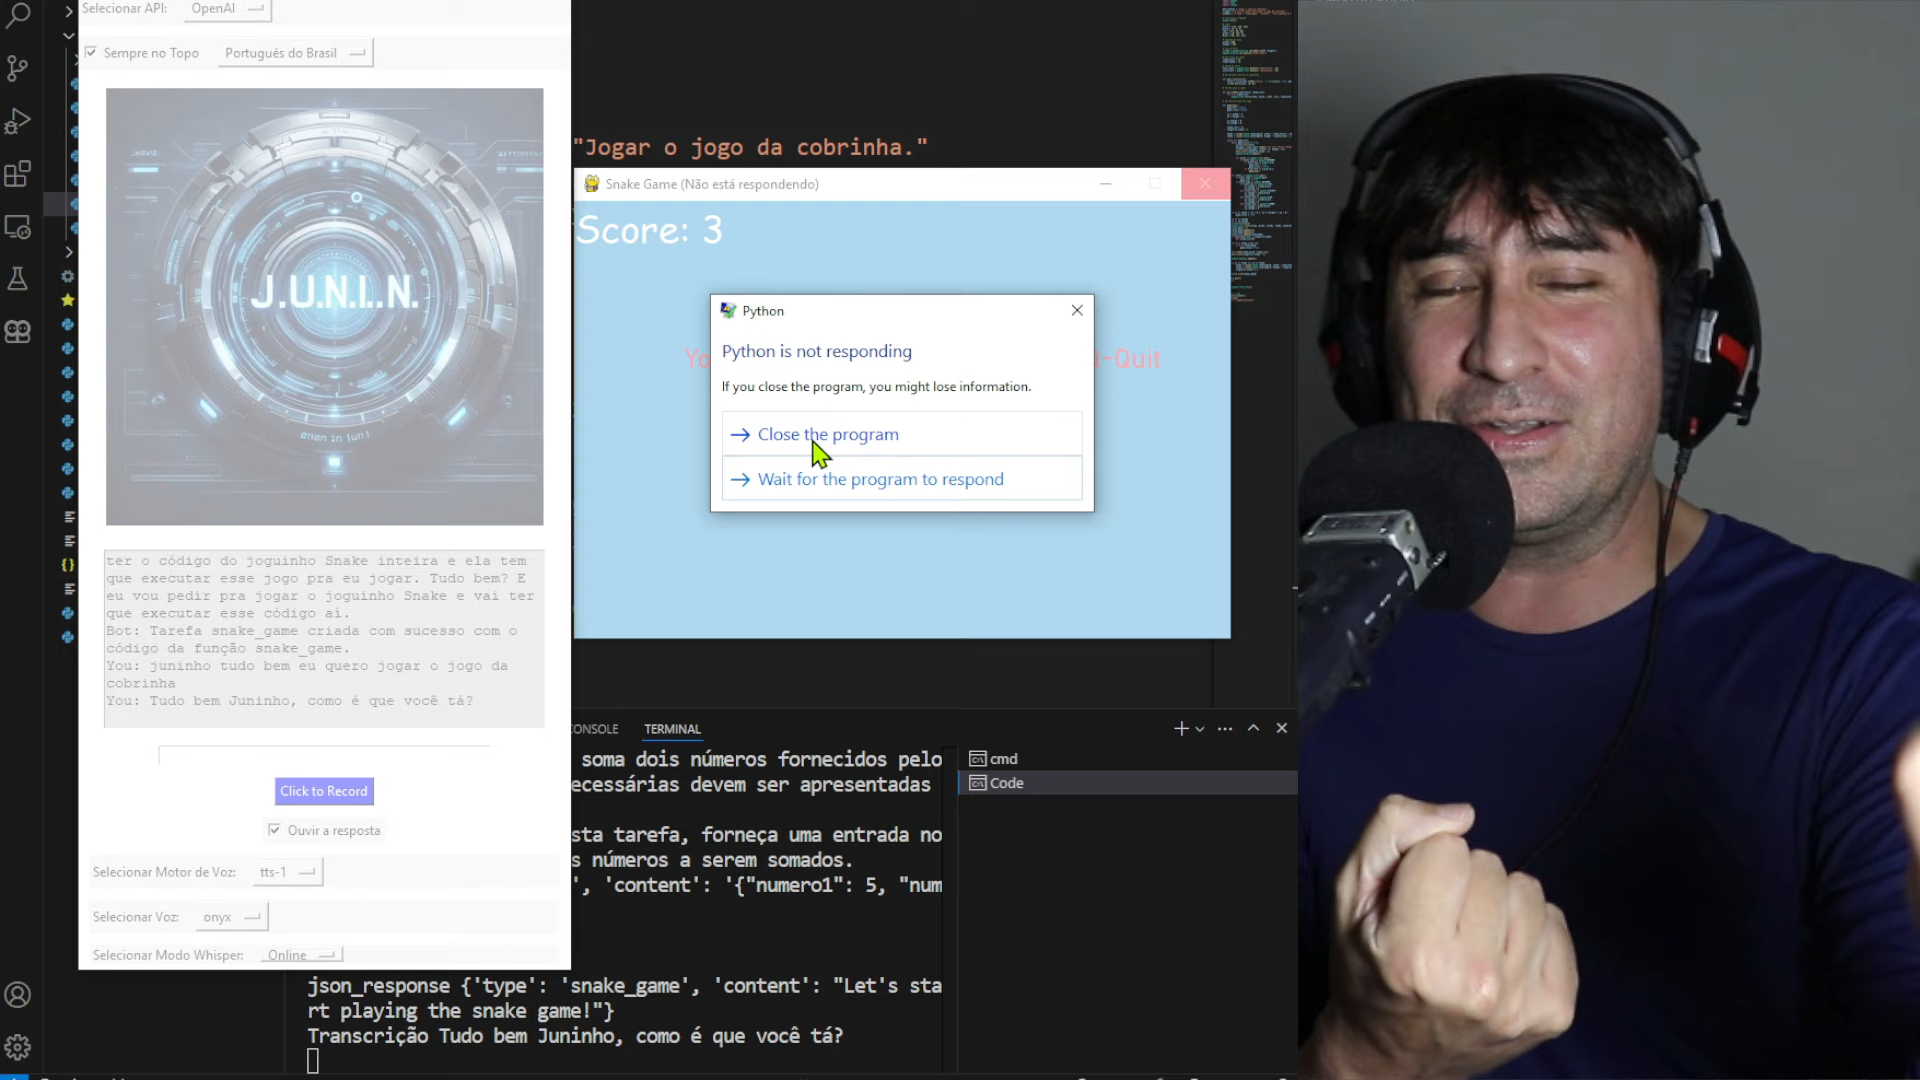 Selecionar API: OpenAI
Sempre no Topo Português do Brasil
J.U.N.I.N.
ter o código do joguinho Snake inteira e ela tem
que executar esse jogo pra eu jogar. Tudo bem? E
eu vou pedir pra jogar o joguinho Snake e vai ter
que executar esse código aí.
Bot: Tarefa snake_game criada com sucesso com o
código da função snake_game.
You: juninho tudo bem eu quero jogar o jogo da
cobrinha
You: Tudo bem Juninho, como é que você tá?
Click to Record
Ouvir a resposta
Selecionar Motor de Voz: tts-1
Selecionar Voz: onyx
Selecionar Modo Whisper: Online
"Jogar o jogo da cobrinha."
Snake Game (Não está respondendo)
Score: 3
Yo
-Quit
Python
Python is not responding
If you close the program, you might lose information.
Close the program
Wait for the program to respond
ONSOLE TERMINAL
soma dois números fornecidos pelo
ecessárias devem ser apresentadas
sta tarefa, forneça uma entrada no
s números a serem somados.
', 'content': '{"numero1": 5, "num
json_response {'type': 'snake_game', 'content': "Let's sta
rt playing the snake game!"}
Transcrição Tudo bem Juninho, como é que você tá?
cmd
Code